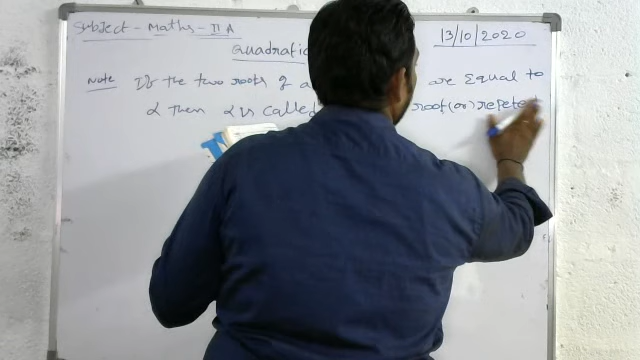 Subject - Maths - II A
13/10/2020
Quadratic
Note If the two roots of a are Equal to
α then α is called root (or) repeted